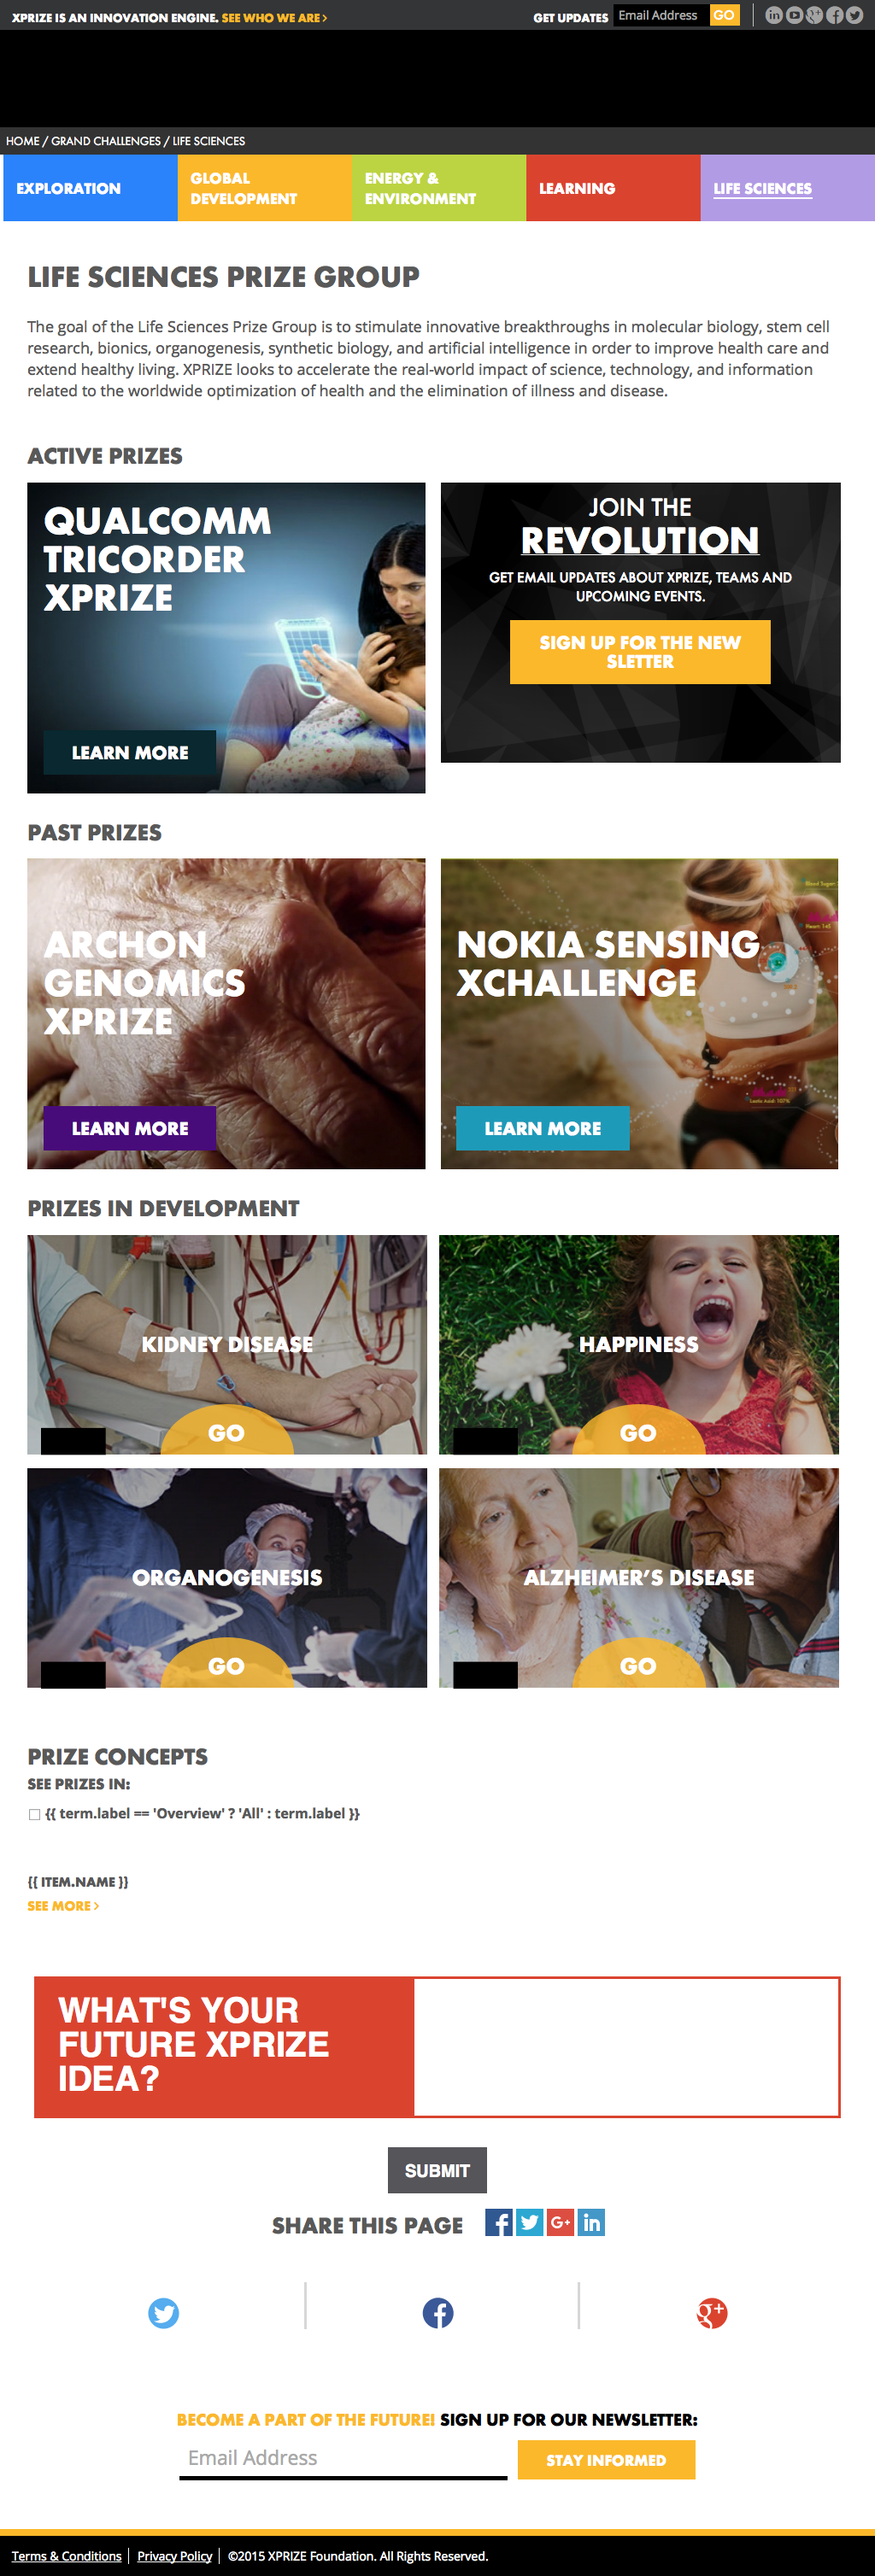 XPRIZE IS AN INNOVATION ENGINE. SEE WHO WE ARE >
GET UPDATES Email Address GO
HOME / GRAND CHALLENGES / LIFE SCIENCES
EXPLORATION
GLOBAL
DEVELOPMENT
ENERGY &
ENVIRONMENT
LEARNING
LIFE SCIENCES
LIFE SCIENCES PRIZE GROUP
The goal of the Life Sciences Prize Group is to stimulate innovative breakthroughs in molecular biology, stem cell
research, bionics, organogenesis, synthetic biology, and artificial intelligence in order to improve health care and
extend healthy living. XPRIZE looks to accelerate the real-world impact of science, technology, and information
related to the worldwide optimization of health and the elimination of illness and disease.
ACTIVE PRIZES
QUALCOMM
TRICORDER
XPRIZE
LEARN MORE
JOIN THE
REVOLUTION
GET EMAIL UPDATES ABOUT XPRIZE, TEAMS AND
UPCOMING EVENTS.
SIGN UP FOR THE NEW
SLETTER
PAST PRIZES
ARCHON
GENOMICS
XPRIZE
LEARN MORE
NOKIA SENSING
XCHALLENGE
LEARN MORE
PRIZES IN DEVELOPMENT
KIDNEY DISEASE
GO
HAPPINESS
GO
ORGANOGENESIS
GO
ALZHEIMER'S DISEASE
GO
PRIZE CONCEPTS
SEE PRIZES IN:
{{ term.label == 'Overview' ? 'All' : term.label }}
{{ ITEM.NAME }}
SEE MORE >
WHAT'S YOUR
FUTURE XPRIZE
IDEA?
SUBMIT
SHARE THIS PAGE
BECOME A PART OF THE FUTURE! SIGN UP FOR OUR NEWSLETTER:
Email Address
STAY INFORMED
Terms & Conditions Privacy Policy ©2015 XPRIZE Foundation. All Rights Reserved.